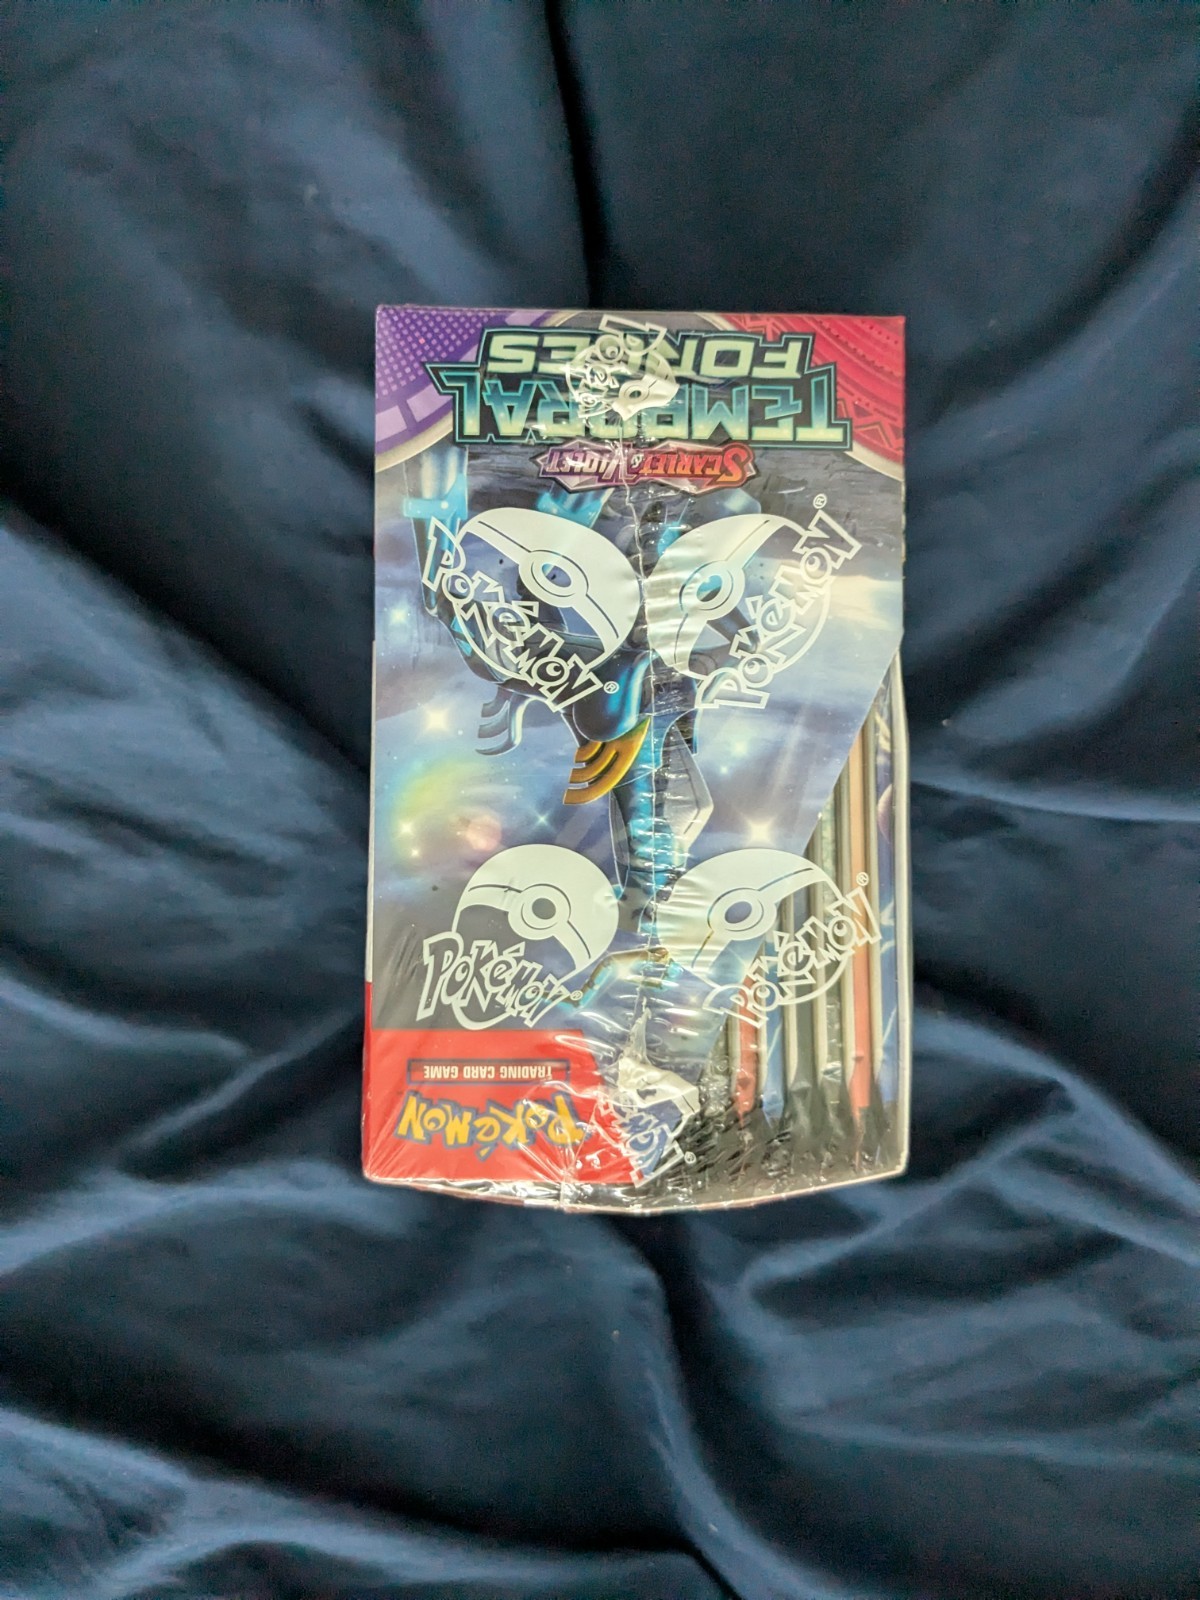 POKéMON
TRADING CARD GAME
Pokémon®
Pokémon®
Pokémon®
Pokémon®
SCARLET & VIOLET
TEMPORAL
FORCES